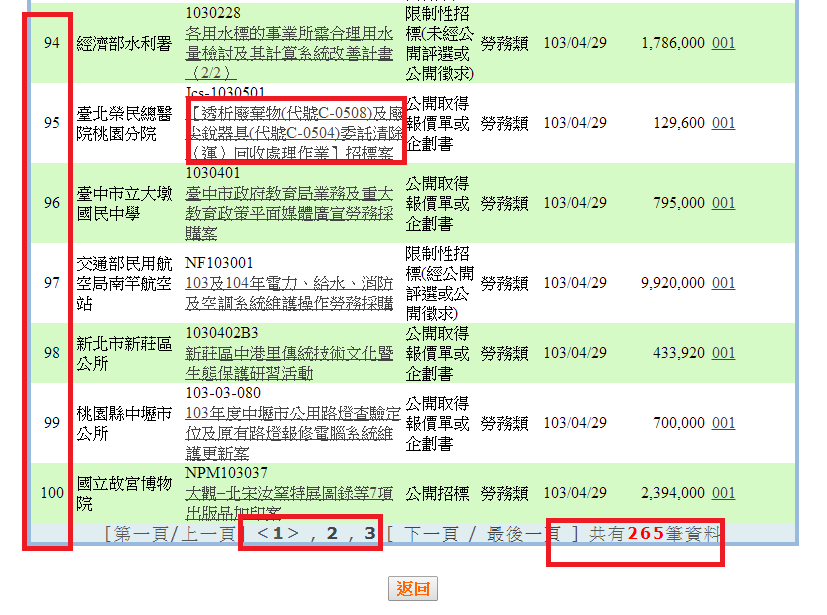 94 經濟部水利署 1030228 各用水標的事業所需合理用水量檢討及其計算系統改善計畫〈2/2〉 限制性招標(未經公開評選或公開徵求) 勞務類 103/04/29 1,786,000 001
95 臺北榮民總醫院桃園分院 Jcs-1030501 [透析廢棄物(代號C-0508)及廢尖銳器具(代號C-0504)委託清除〈運〉回收處理作業] 招標案 公開取得報價單或企劃書 勞務類 103/04/29 129,600 001
96 臺中市立大墩國民中學 1030401 臺中市政府教育局業務及重大教育政策平面媒體廣宣勞務採購案 公開取得報價單或企劃書 勞務類 103/04/29 795,000 001
97 交通部民用航空局南竿航空站 NF103001 103及104年電力、給水、消防及空調系統維護操作勞務採購 限制性招標(經公開評選或公開徵求) 勞務類 103/04/29 9,920,000 001
98 新北市新莊區公所 1030402B3 新莊區中港里傳統技術文化暨生態保護研習活動 公開取得報價單或企劃書 勞務類 103/04/29 433,920 001
99 桃園縣中壢市公所 103-03-080 103年度中壢市公用路燈查驗定位及原有路燈報修電腦系統維護更新案 公開取得報價單或企劃書 勞務類 103/04/29 700,000 001
100 國立故宮博物院 NPM103037 大觀–北宋汝窯特展圖錄等7項出版品加印案 公開招標 勞務類 103/04/29 2,394,000 001
[第一頁/上一頁] <1> , 2 , 3 [ 下一頁 / 最後一頁 ] 共有265筆資料
返回